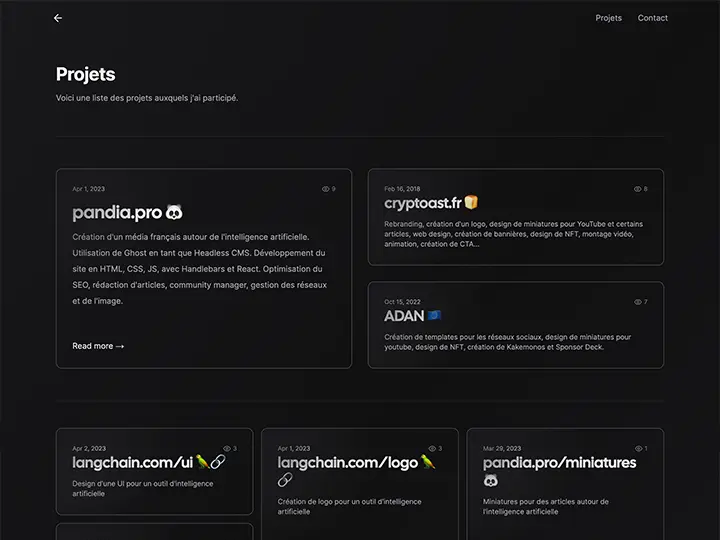 ← Projets Contact
Projets
Voici une liste des projets auxquels j'ai participé.
Apr 1, 2023 9
pandia.pro 🐼
Création d'un média français autour de l'intelligence artificielle.
Utilisation de Ghost en tant que Headless CMS. Développement du
site en HTML, CSS, JS, avec Handlebars et React. Optimisation du
SEO, rédaction d'articles, community manager, gestion des réseaux
et de l'image.
Read more →
Feb 16, 2018 8
cryptoast.fr 🍞
Rebranding, création d'un logo, design de miniatures pour YouTube et certains
articles, web design, création de bannières, design de NFT, montage vidéo,
animation, création de CTA...
Oct 15, 2022 7
ADAN 🇪🇺
Création de templates pour les réseaux sociaux, design de miniatures pour
youtube, design de NFT, création de Kakemonos et Sponsor Deck.
Apr 2, 2023 3
langchain.com/ui 🦜🔗
Design d'une UI pour un outil d'intelligence
artificielle
Apr 1, 2023 3
langchain.com/logo 🦜
🔗
Création de logo pour un outil d'intelligence
artificielle
Mar 29, 2023 1
pandia.pro/miniatures
🐼
Miniatures pour des articles autour de
l'intelligence artificielle